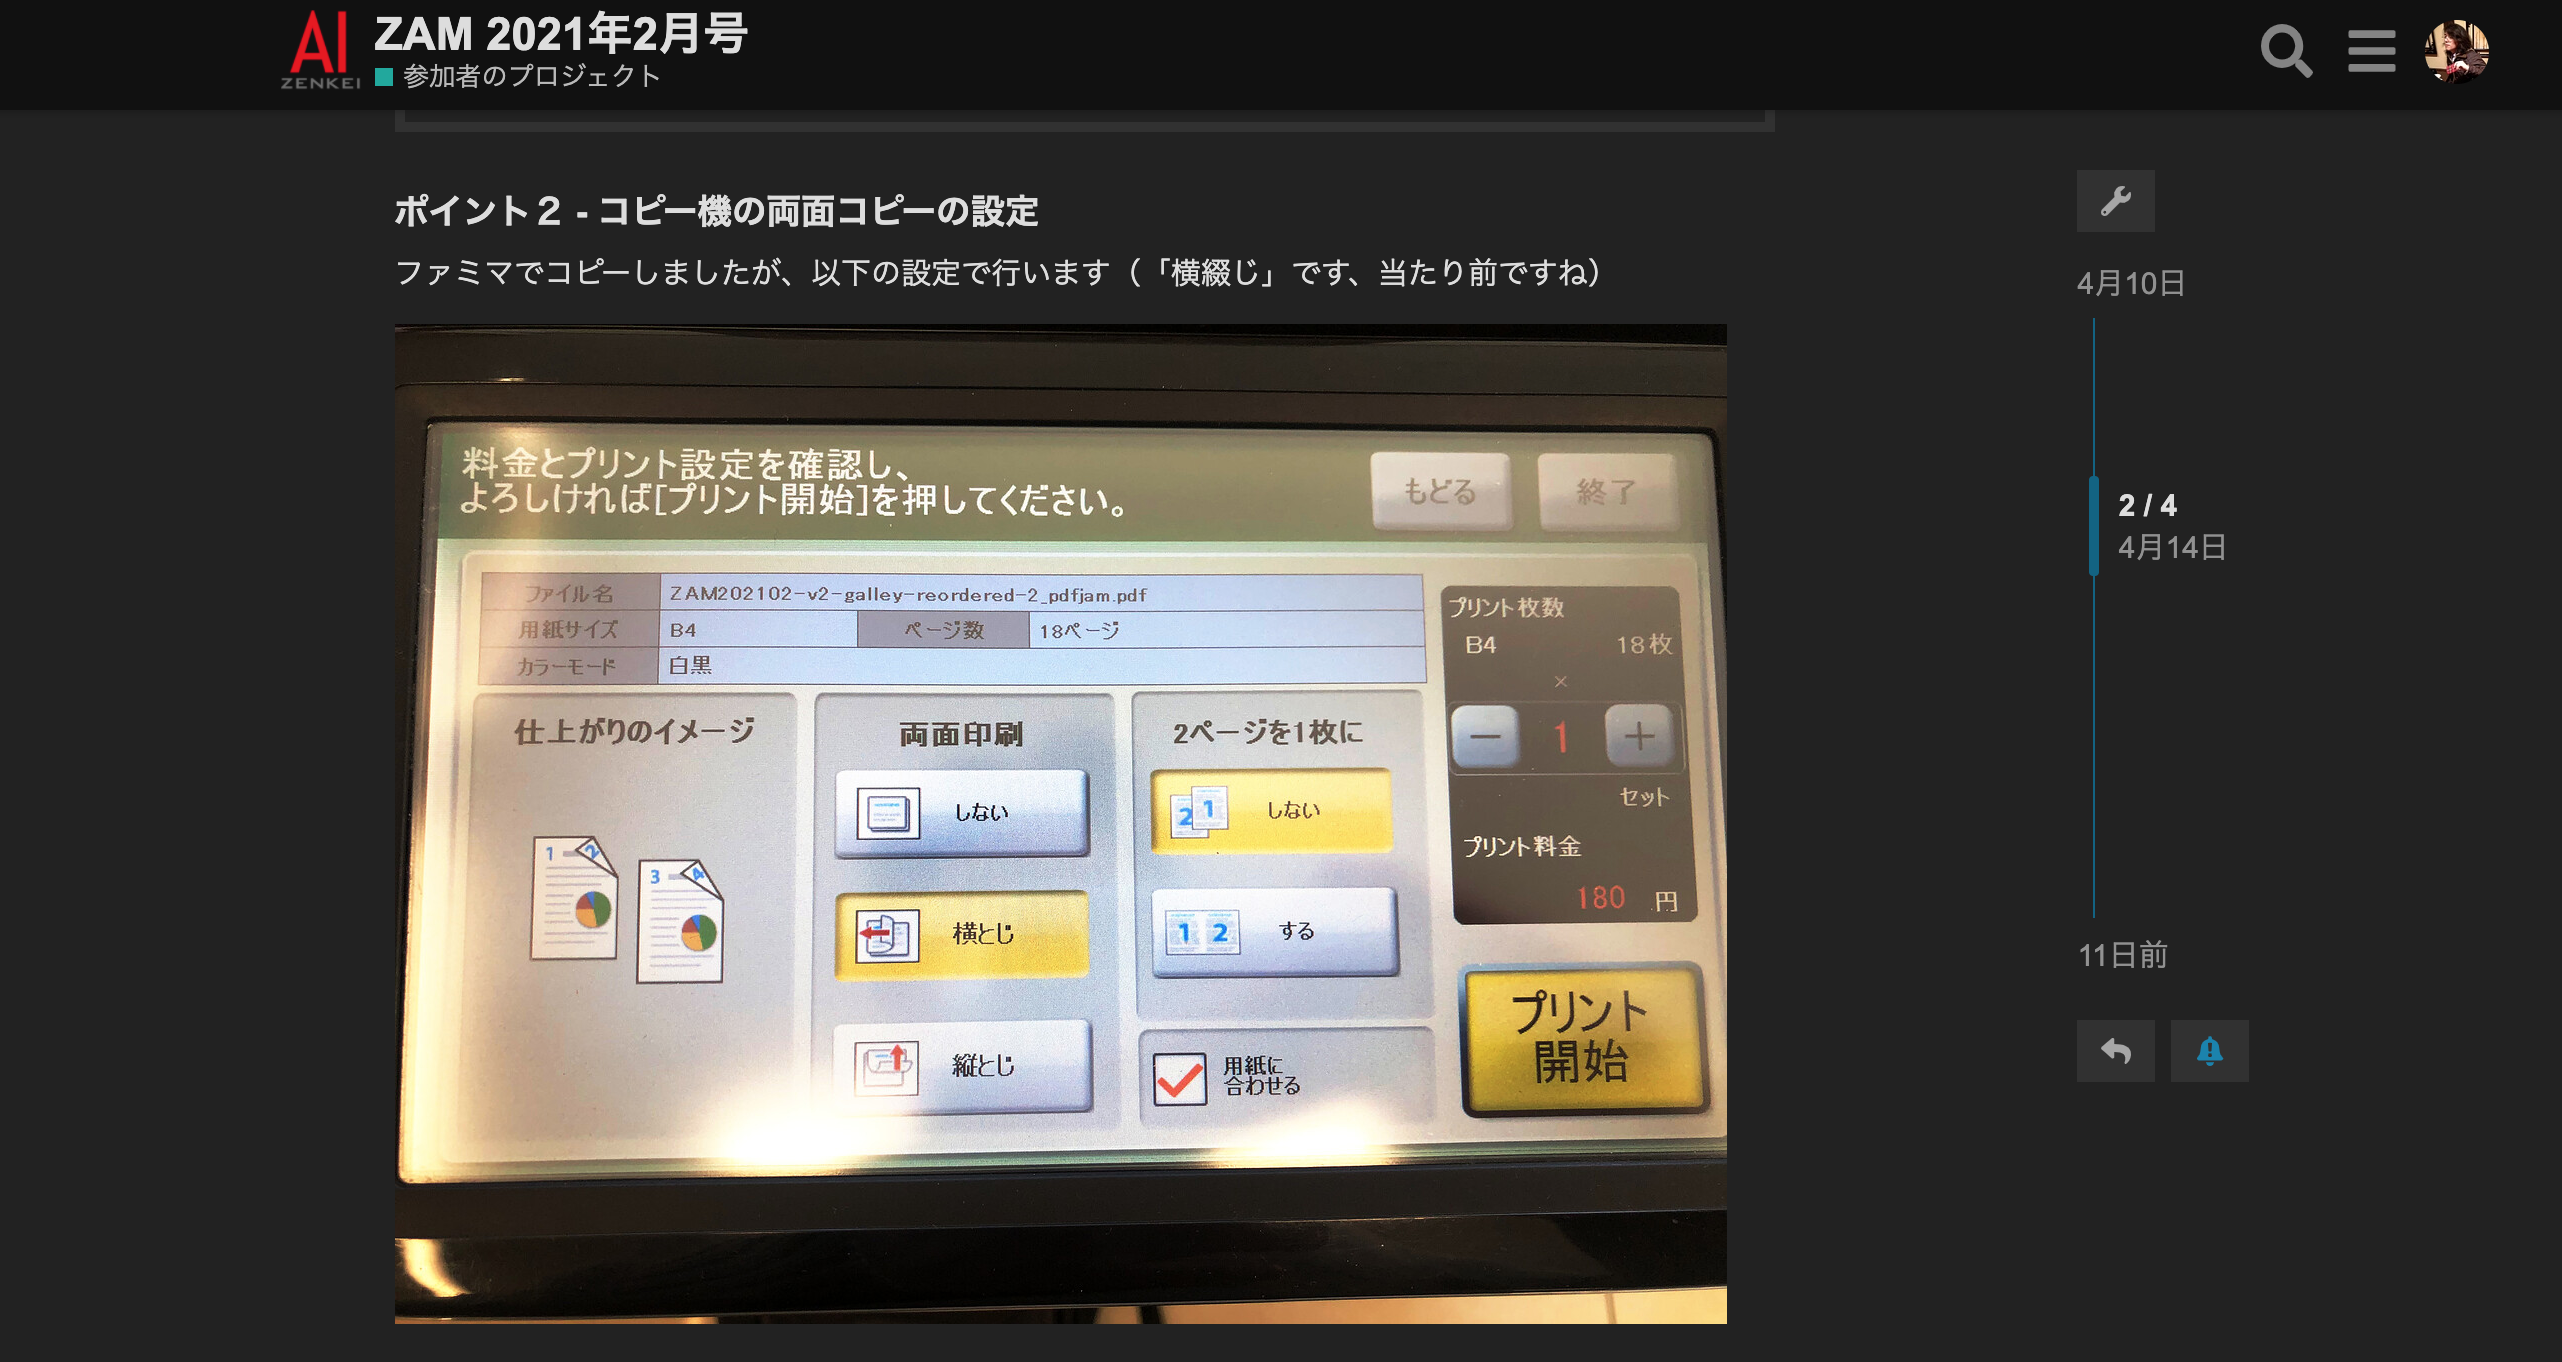 AI
ZENKEI
ZAM 2021年2月号
参加者のプロジェクト
ポイント２ - コピー機の両面コピーの設定
ファミマでコピーしましたが、以下の設定で行います（「横綴じ」です、当たり前ですね）
料金とプリント設定を確認し、
よろしければ[プリント開始]を押してください。
もどる
終了
ファイル名
ZAM202102-v2-galley-reordered-2_pdfjam.pdf
用紙サイズ
B4
ページ数
18ページ
カラーモード
白黒
仕上がりのイメージ
1 2
3 4
両面印刷
しない
横とじ
縦とじ
2ページを1枚に
2 1
しない
1 2
する
用紙に
合わせる
プリント枚数
B4 18枚
×
− 1 ＋
セット
プリント料金
180 円
プリント
開始
4月10日
2 / 4
4月14日
11日前